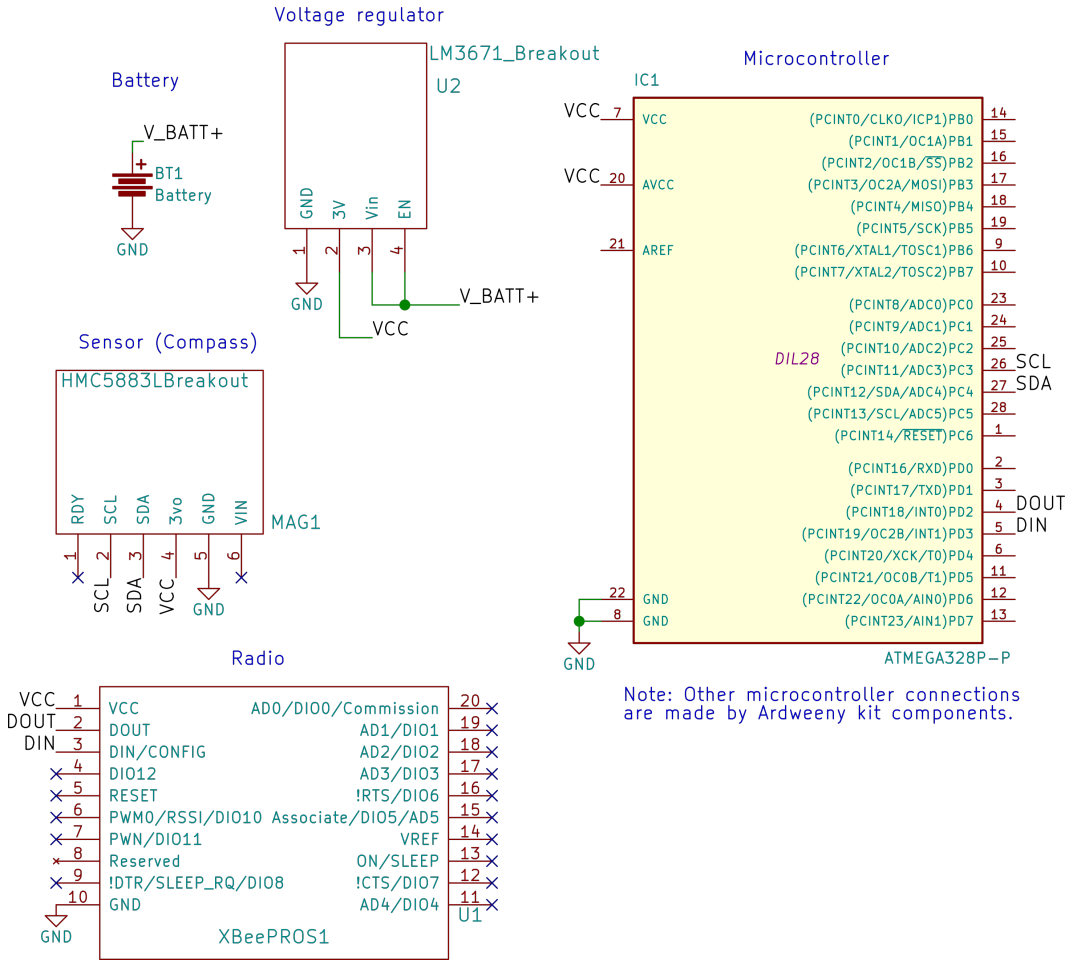 Voltage regulator
LM3671_Breakout
U2
GND
3V
Vin
EN
1
2
3
4
GND
V_BATT+
VCC
Battery
V_BATT+
+
BT1
Battery
GND
Sensor (Compass)
HMC5883LBreakout
RDY
SCL
SDA
3vo
GND
VIN
MAG1
1
2
3
4
5
6
SCL
SDA
VCC
GND
Microcontroller
IC1
VCC 7 VCC
VCC 20 AVCC
21 AREF
22 GND
8 GND
GND
DIL28
(PCINT0/CLKO/ICP1)PB0 14
(PCINT1/OC1A)PB1 15
(PCINT2/OC1B/SS)PB2 16
(PCINT3/OC2A/MOSI)PB3 17
(PCINT4/MISO)PB4 18
(PCINT5/SCK)PB5 19
(PCINT6/XTAL1/TOSC1)PB6 9
(PCINT7/XTAL2/TOSC2)PB7 10
(PCINT8/ADC0)PC0 23
(PCINT9/ADC1)PC1 24
(PCINT10/ADC2)PC2 25
(PCINT11/ADC3)PC3 26 SCL
(PCINT12/SDA/ADC4)PC4 27 SDA
(PCINT13/SCL/ADC5)PC5 28
(PCINT14/RESET)PC6 1
(PCINT16/RXD)PD0 2
(PCINT17/TXD)PD1 3
(PCINT18/INT0)PD2 4 DOUT
(PCINT19/OC2B/INT1)PD3 5 DIN
(PCINT20/XCK/T0)PD4 6
(PCINT21/OC0B/T1)PD5 11
(PCINT22/OC0A/AIN0)PD6 12
(PCINT23/AIN1)PD7 13
ATMEGA328P-P
Note: Other microcontroller connections
are made by Ardweeny kit components.
Radio
VCC 1 VCC
DOUT 2 DOUT
DIN 3 DIN/CONFIG
4 DIO12
5 RESET
6 PWM0/RSSI/DIO10
7 PWN/DIO11
8 Reserved
9 !DTR/SLEEP_RQ/DIO8
10 GND
GND
AD0/DIO0/Commission 20
AD1/DIO1 19
AD2/DIO2 18
AD3/DIO3 17
!RTS/DIO6 16
Associate/DIO5/AD5 15
VREF 14
ON/SLEEP 13
!CTS/DIO7 12
AD4/DIO4 11
U1
XBeePROS1